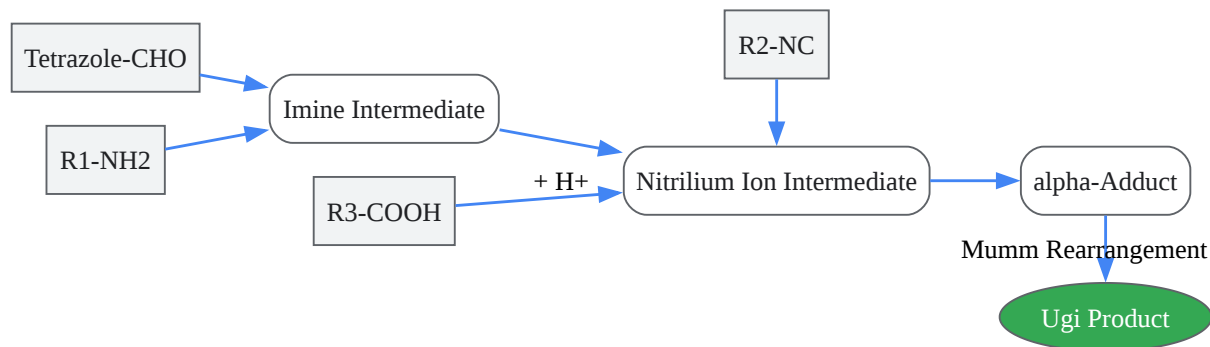 Tetrazole-CHO
R1-NH2
Imine Intermediate
R3-COOH
+ H+
R2-NC
Nitrilium Ion Intermediate
alpha-Adduct
Mumm Rearrangement
Ugi Product